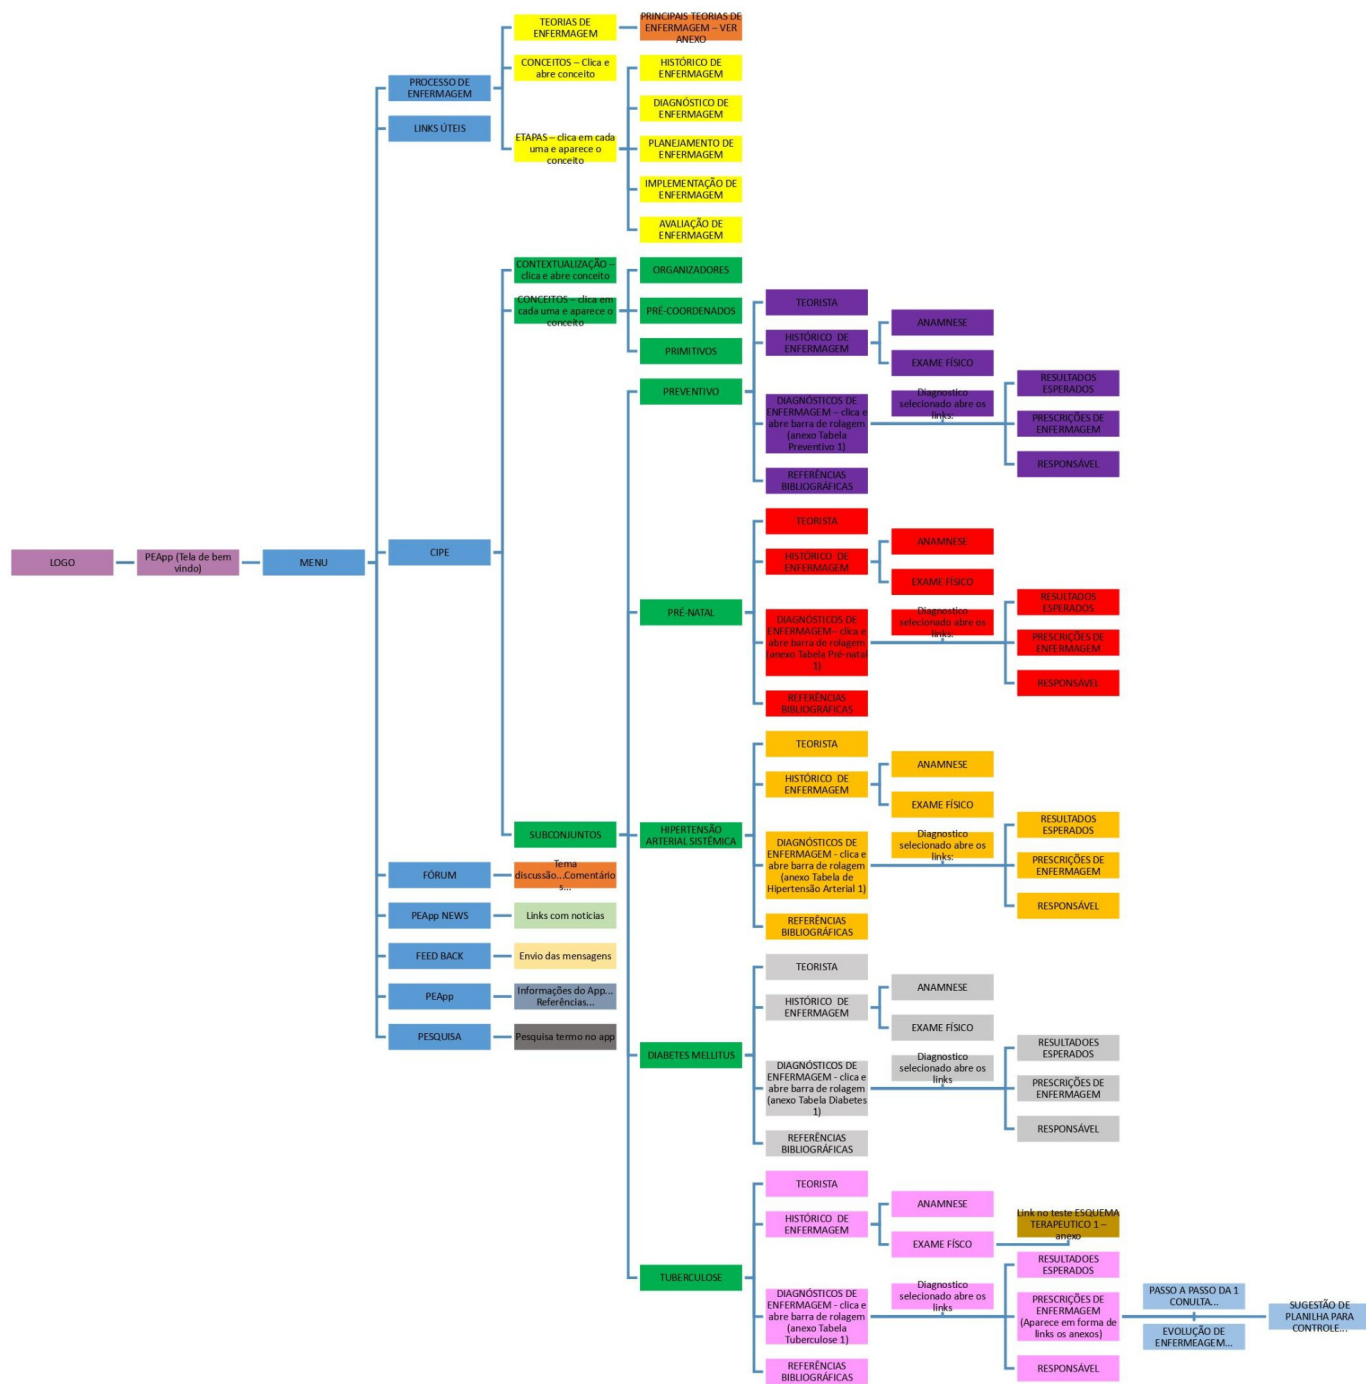 LOGO
PEApp (Tela de bem
vindo)
MENU
PROCESSO DE
ENFERMAGEM
TEORIAS DE
ENFERMAGEM
PRINCIPAIS TEORIAS DE
ENFERMAGEM – VER
ANEXO
CONCEITOS – Clica e
abre conceito
ETAPAS – clica em cada
uma e aparece o
conceito
HISTÓRICO DE
ENFERMAGEM
DIAGNÓSTICO DE
ENFERMAGEM
PLANEJAMENTO DE
ENFERMAGEM
IMPLEMENTAÇÃO DE
ENFERMAGEM
AVALIAÇÃO DE
ENFERMAGEM
LINKS ÚTEIS
CIPE
CONTEXTUALIZAÇÃO –
clica e abre conceito
CONCEITOS – clica em
cada uma e aparece o
conceito
ORGANIZADORES
PRÉ-COORDENADOS
PRIMITIVOS
SUBCONJUNTOS
PREVENTIVO
TEORISTA
HISTÓRICO DE
ENFERMAGEM
ANAMNESE
EXAME FÍSICO
DIAGNÓSTICOS DE
ENFERMAGEM – clica e
abre barra de rolagem
(anexo Tabela
Preventivo 1)
Diagnostico
selecionado abre os
links:
RESULTADOS
ESPERADOS
PRESCRIÇÕES DE
ENFERMAGEM
RESPONSÁVEL
REFERÊNCIAS
BIBLIOGRÁFICAS
PRÉ-NATAL
TEORISTA
HISTÓRICO DE
ENFERMAGEM
ANAMNESE
EXAME FÍSICO
DIAGNÓSTICOS DE
ENFERMAGEM– clica e
abre barra de rolagem
(anexo Tabela Pré-natal
1)
Diagnostico
selecionado abre os
links:
RESULTADOS
ESPERADOS
PRESCRIÇÕES DE
ENFERMAGEM
RESPONSÁVEL
REFERÊNCIAS
BIBLIOGRÁFICAS
HIPERTENSÃO
ARTERIAL SISTÊMICA
TEORISTA
HISTÓRICO DE
ENFERMAGEM
ANAMNESE
EXAME FÍSICO
DIAGNÓSTICOS DE
ENFERMAGEM - clica e
abre barra de rolagem
(anexo Tabela de
Hipertensão Arterial 1)
Diagnostico
selecionado abre os
links:
RESULTADOS
ESPERADOS
PRESCRIÇÕES DE
ENFERMAGEM
RESPONSÁVEL
REFERÊNCIAS
BIBLIOGRÁFICAS
DIABETES MELLITUS
TEORISTA
HISTÓRICO DE
ENFERMAGEM
ANAMNESE
EXAME FÍSICO
DIAGNÓSTICOS DE
ENFERMAGEM - clica e
abre barra de rolagem
(anexo Tabela Diabetes
1)
Diagnostico
selecionado abre os
links
RESULTADOES
ESPERADOS
PRESCRIÇÕES DE
ENFERMAGEM
RESPONSÁVEL
REFERÊNCIAS
BIBLIOGRÁFICAS
TUBERCULOSE
TEORISTA
HISTÓRICO DE
ENFERMAGEM
ANAMNESE
EXAME FÍSCO
Link no teste ESQUEMA
TERAPEUTICO 1 –
anexo
DIAGNÓSTICOS DE
ENFERMAGEM - clica e
abre barra de rolagem
(anexo Tabela
Tuberculose 1)
Diagnostico
selecionado abre os
links
RESULTADOES
ESPERADOS
PRESCRIÇÕES DE
ENFERMAGEM
(Aparece em forma de
links os anexos)
PASSO A PASSO DA 1
CONULTA...
EVOLUÇÃO DE
ENFERMEAGEM...
SUGESTÃO DE
PLANILHA PARA
CONTROLE...
RESPONSÁVEL
REFERÊNCIAS
BIBLIOGRÁFICAS
FÓRUM
Tema
discussão...Comentário
s...
PEApp NEWS
Links com noticias
FEED BACK
Envio das mensagens
PEApp
Informações do App...
Referências...
PESQUISA
Pesquisa termo no app